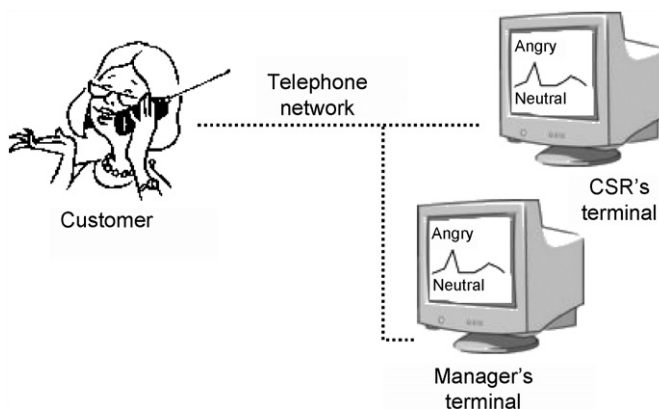 Telephone
network
Customer
Angry
Neutral
CSR’s
terminal
Angry
Neutral
Manager’s
terminal